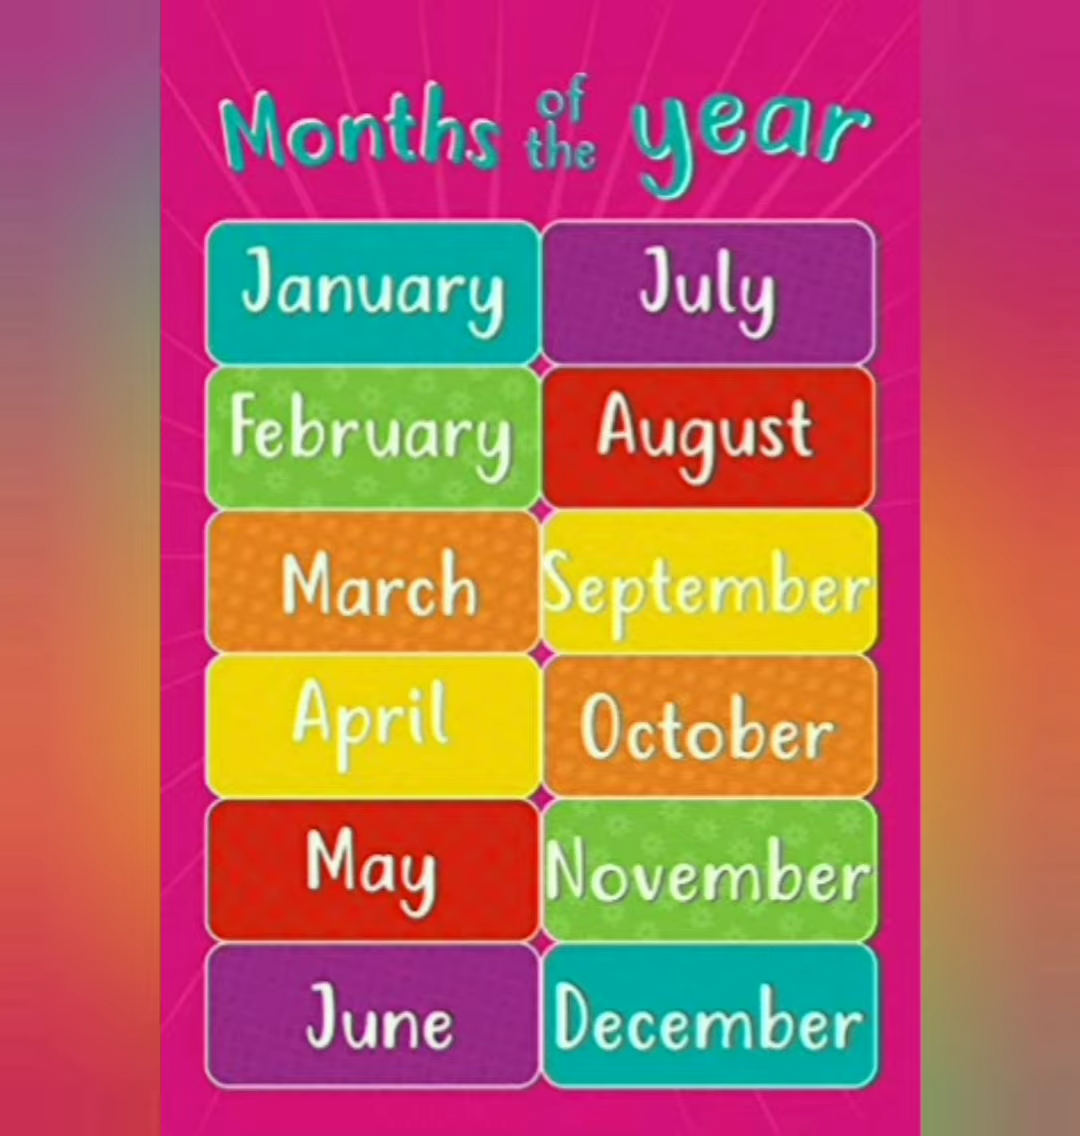 Months of the year
January
February
March
April
May
June
July
August
September
October
November
December